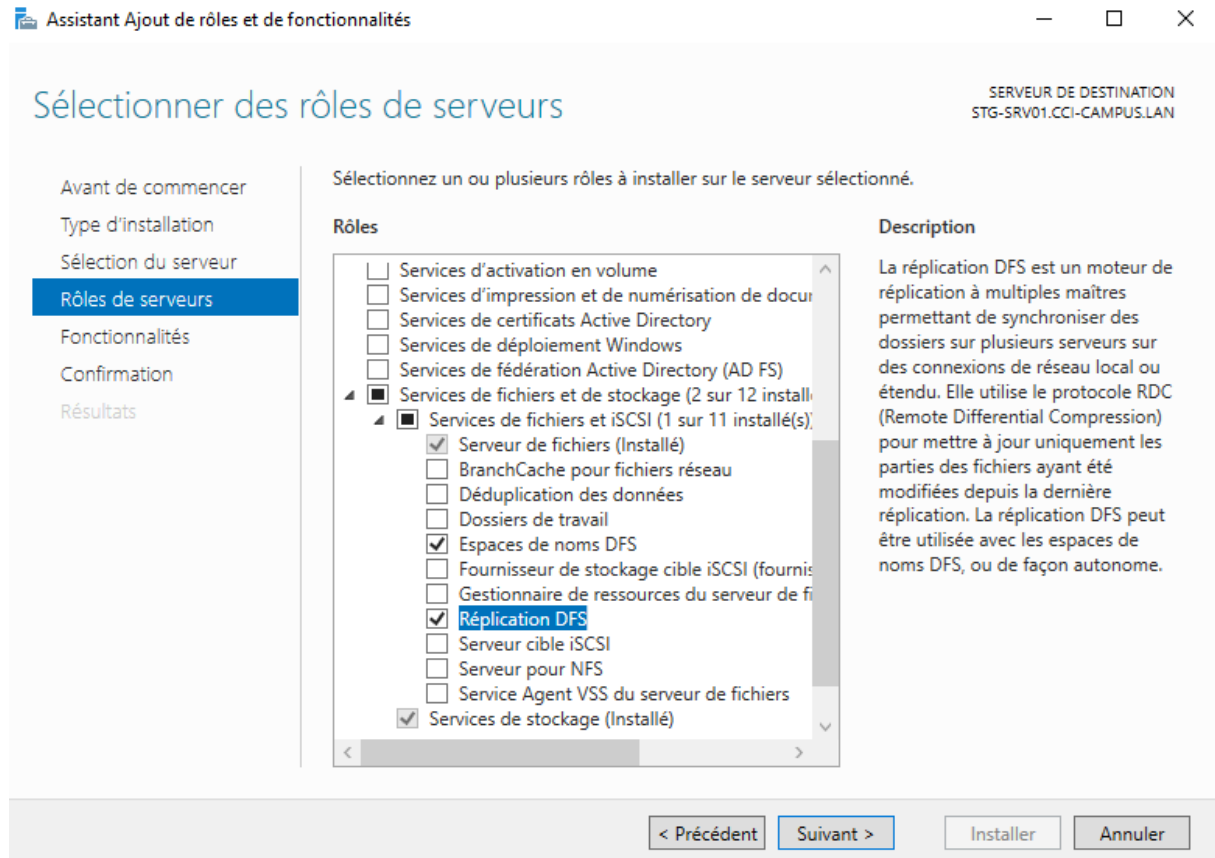 Assistant Ajout de rôles et de fonctionnalités
Sélectionner des rôles de serveurs
SERVEUR DE DESTINATION
STG-SRV01.CCI-CAMPUS.LAN
Avant de commencer
Type d'installation
Sélection du serveur
Rôles de serveurs
Fonctionnalités
Confirmation
Résultats
Sélectionnez un ou plusieurs rôles à installer sur le serveur sélectionné.
Rôles
Services d'activation en volume
Services d'impression et de numérisation de docur
Services de certificats Active Directory
Services de déploiement Windows
Services de fédération Active Directory (AD FS)
Services de fichiers et de stockage (2 sur 12 install
Services de fichiers et iSCSI (1 sur 11 installé(s))
Serveur de fichiers (Installé)
BranchCache pour fichiers réseau
Déduplication des données
Dossiers de travail
Espaces de noms DFS
Fournisseur de stockage cible iSCSI (fournis
Gestionnaire de ressources du serveur de fi
Réplication DFS
Serveur cible iSCSI
Serveur pour NFS
Service Agent VSS du serveur de fichiers
Services de stockage (Installé)
Description
La réplication DFS est un moteur de
réplication à multiples maîtres
permettant de synchroniser des
dossiers sur plusieurs serveurs sur
des connexions de réseau local ou
étendu. Elle utilise le protocole RDC
(Remote Differential Compression)
pour mettre à jour uniquement les
parties des fichiers ayant été
modifiées depuis la dernière
réplication. La réplication DFS peut
être utilisée avec les espaces de
noms DFS, ou de façon autonome.
< Précédent
Suivant >
Installer
Annuler